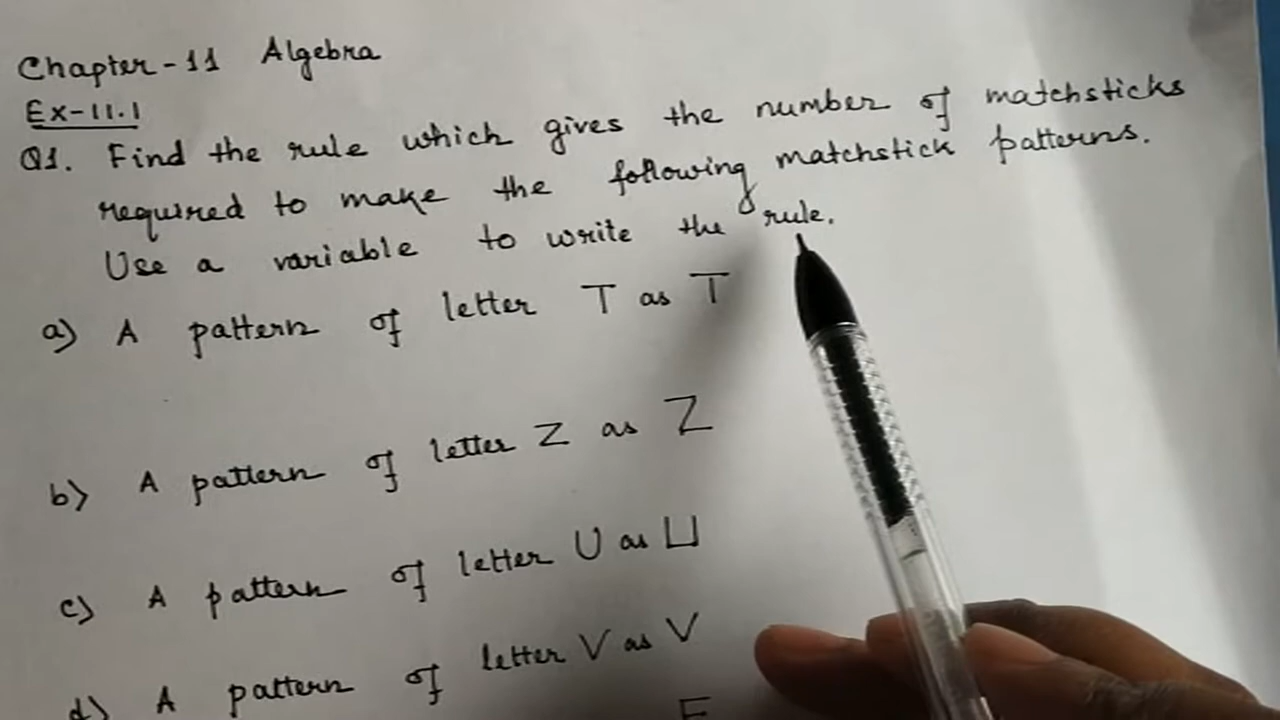 Chapter-11 Algebra
Ex-11.1
Q1. Find the rule which gives the number of matchsticks
required to make the following matchstick patterns.
Use a variable to write the rule.
a) A pattern of letter T as T
b) A pattern of letter Z as Z
c) A pattern of letter U as U
d) A pattern of letter V as V
E